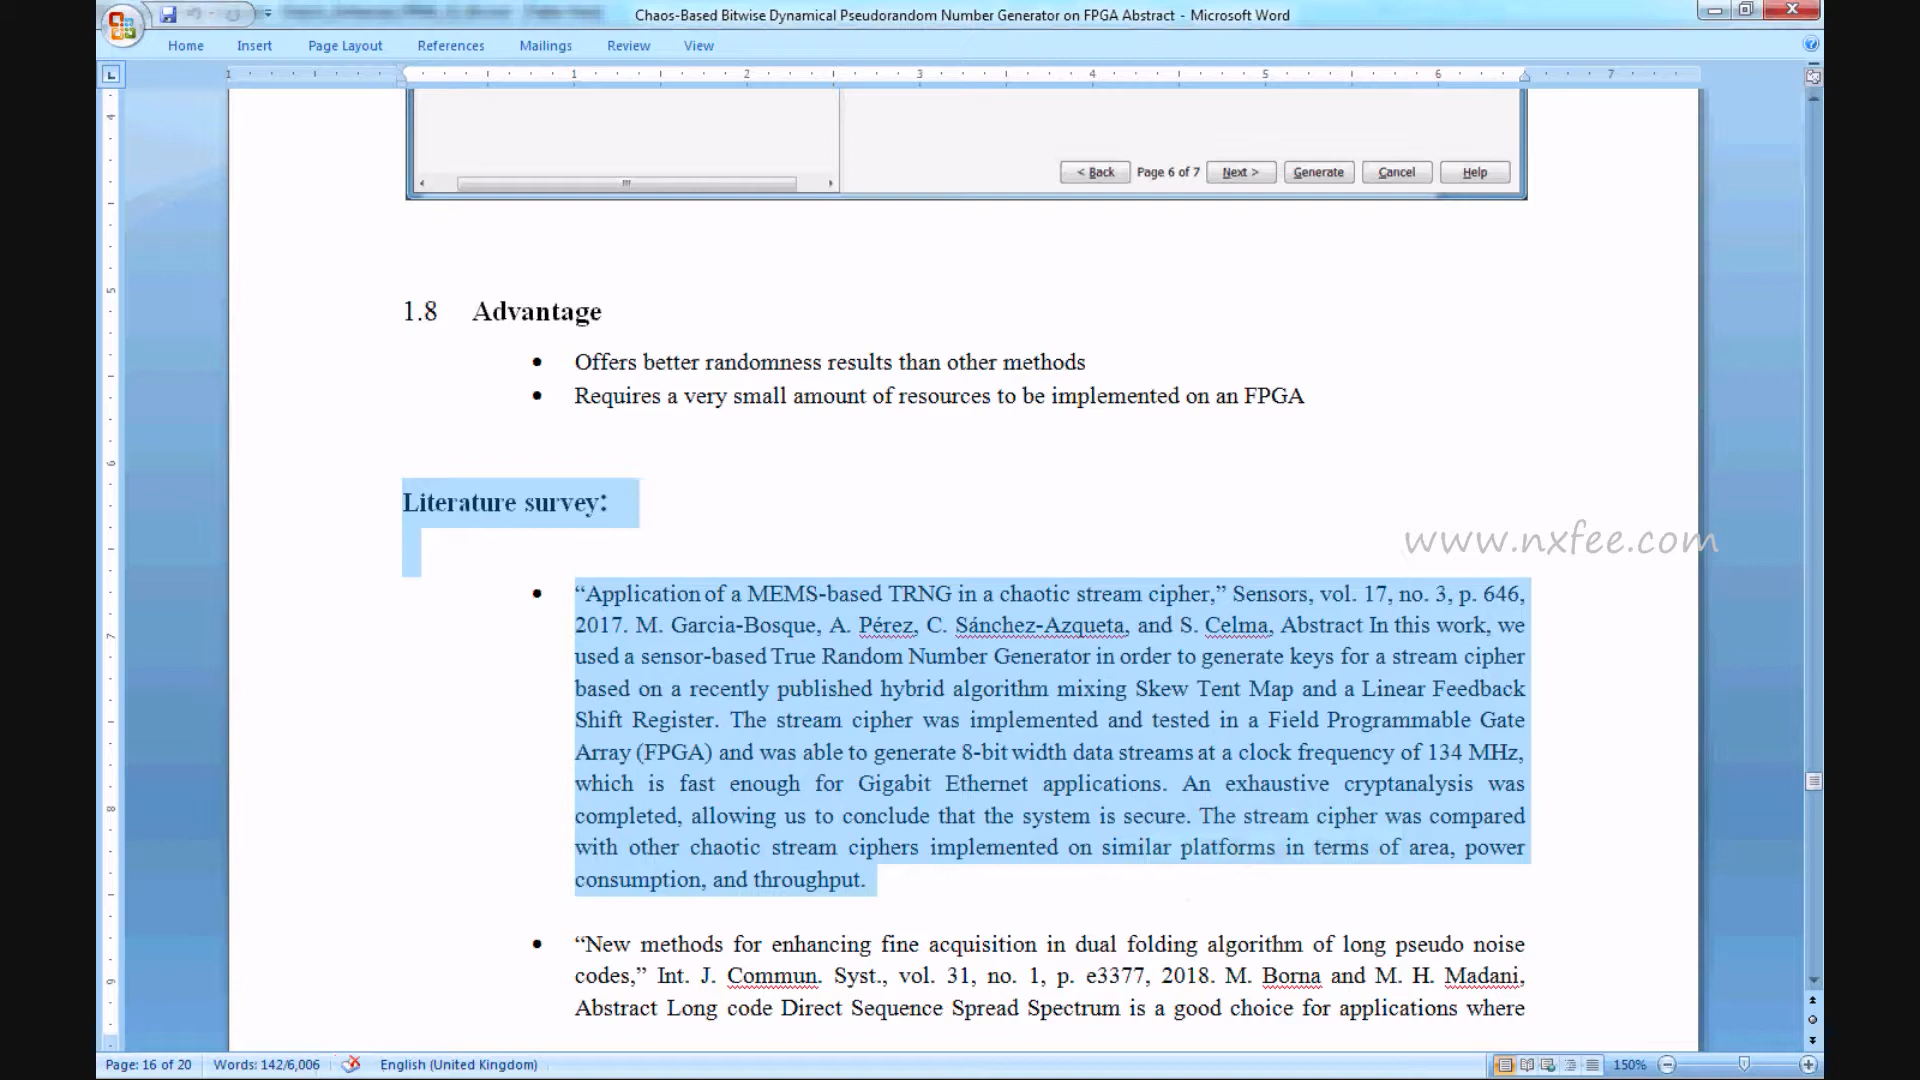 Chaos-Based Bitwise Dynamical Pseudorandom Number Generator on FPGA Abstract - Microsoft Word
Home Insert Page Layout References Mailings Review View
1 1 2 3 4 5 6 7
< Back Page 6 of 7 Next > Generate Cancel Help
1.8 Advantage
• Offers better randomness results than other methods
• Requires a very small amount of resources to be implemented on an FPGA
Literature survey:
www.nxfee.com
• “Application of a MEMS-based TRNG in a chaotic stream cipher,” Sensors, vol. 17, no. 3, p. 646,
2017. M. Garcia-Bosque, A. Pérez, C. Sánchez-Azqueta, and S. Celma, Abstract In this work, we
used a sensor-based True Random Number Generator in order to generate keys for a stream cipher
based on a recently published hybrid algorithm mixing Skew Tent Map and a Linear Feedback
Shift Register. The stream cipher was implemented and tested in a Field Programmable Gate
Array (FPGA) and was able to generate 8-bit width data streams at a clock frequency of 134 MHz,
which is fast enough for Gigabit Ethernet applications. An exhaustive cryptanalysis was
completed, allowing us to conclude that the system is secure. The stream cipher was compared
with other chaotic stream ciphers implemented on similar platforms in terms of area, power
consumption, and throughput.
• “New methods for enhancing fine acquisition in dual folding algorithm of long pseudo noise
codes,” Int. J. Commun. Syst., vol. 31, no. 1, p. e3377, 2018. M. Borna and M. H. Madani,
Abstract Long code Direct Sequence Spread Spectrum is a good choice for applications where
Page: 16 of 20 Words: 142/6,006 English (United Kingdom) 150%